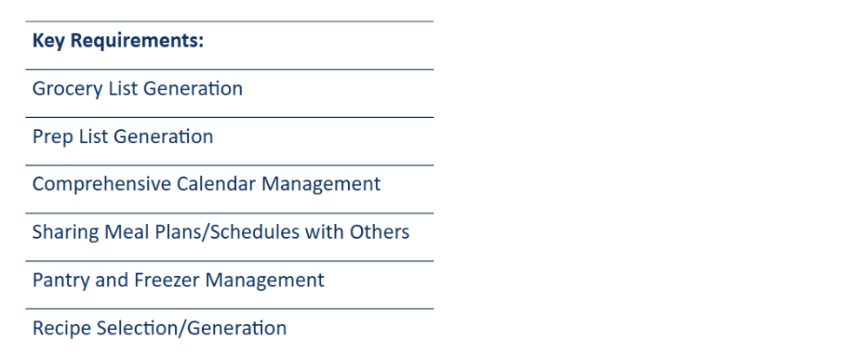 Key Requirements:
Grocery List Generation
Prep List Generation
Comprehensive Calendar Management
Sharing Meal Plans/Schedules with Others
Pantry and Freezer Management
Recipe Selection/Generation